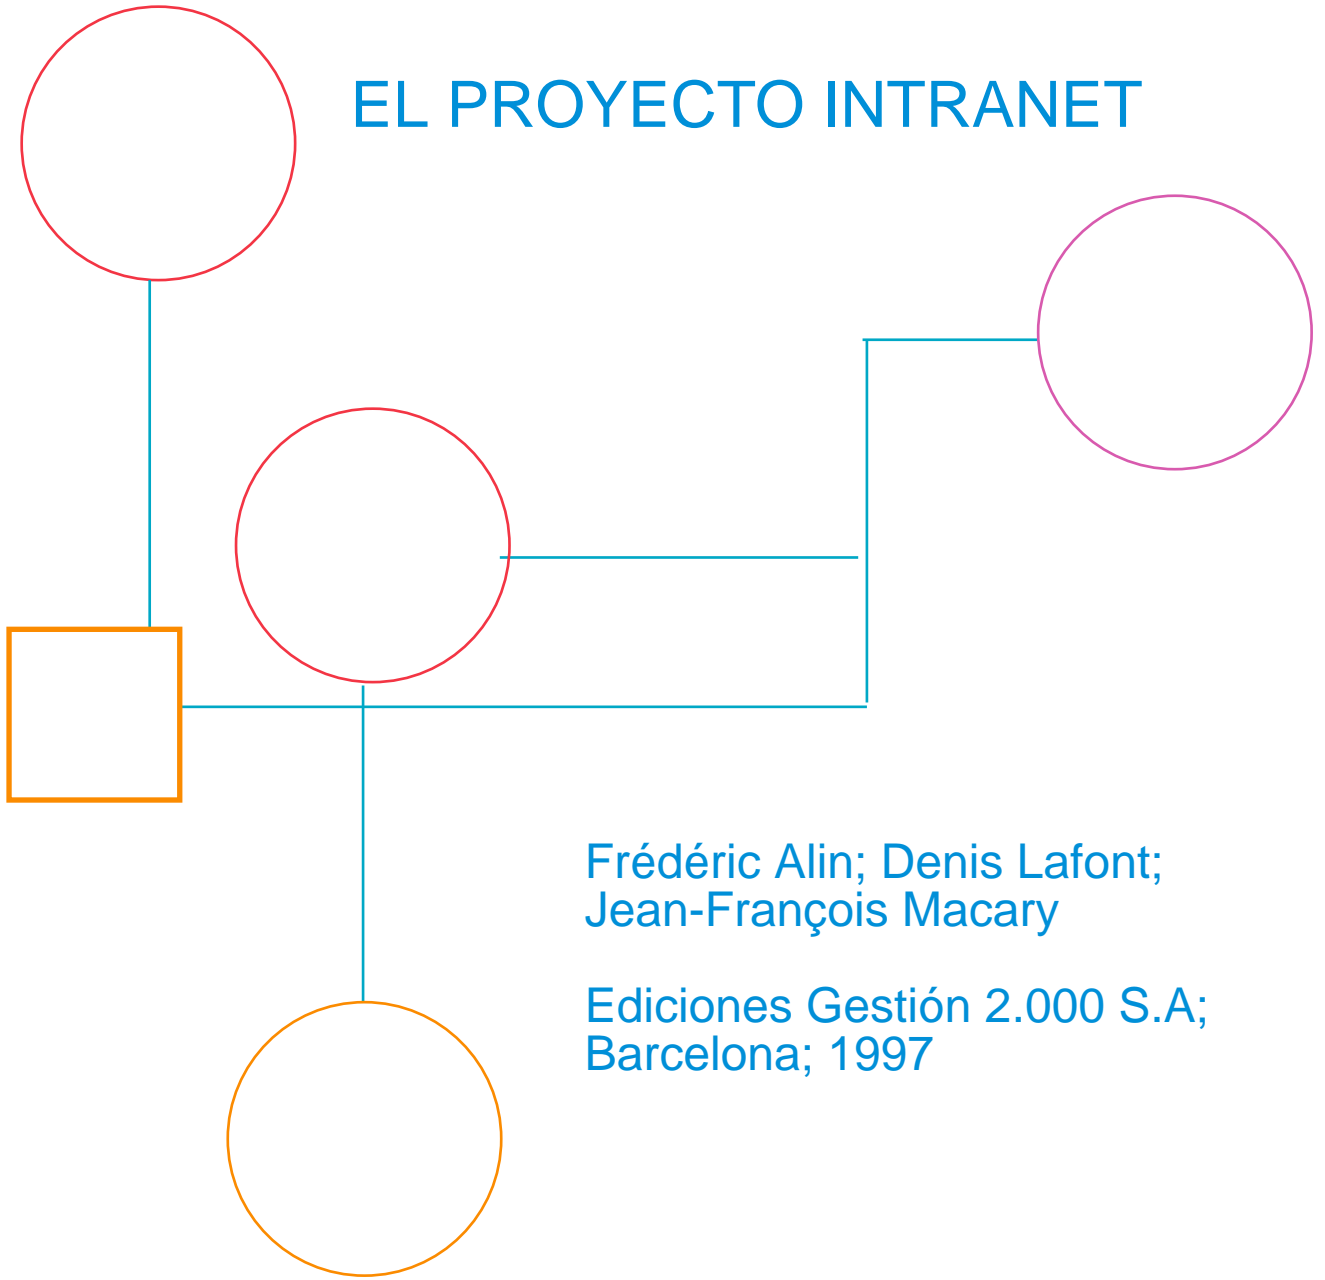 EL PROYECTO INTRANET
Frédéric Alin; Denis Lafont;
Jean-François Macary
Ediciones Gestión 2.000 S.A;
Barcelona; 1997